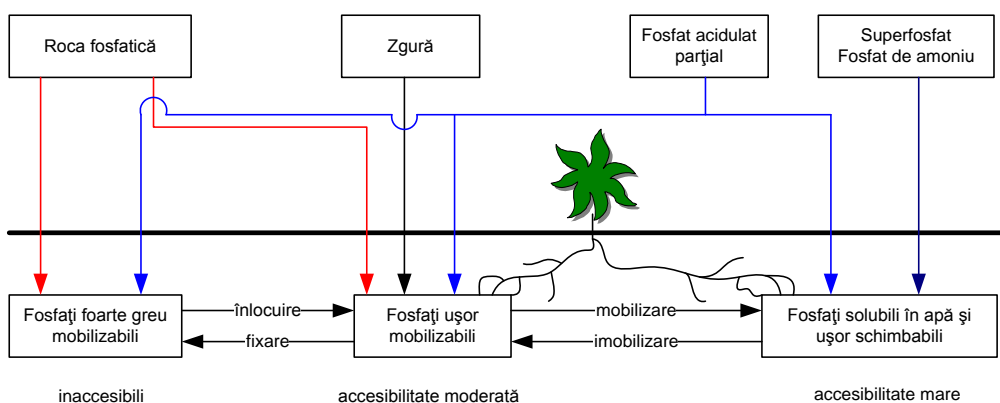 Roca fosfatică
Zgură
Fosfat acidulat
parţial
Superfosfat
Fosfat de amoniu
Fosfaţi foarte greu
mobilizabili
înlocuire
fixare
Fosfaţi uşor
mobilizabili
mobilizare
imobilizare
Fosfaţi solubili în apă şi
uşor schimbabili
inaccesibili
accesibilitate moderată
accesibilitate mare